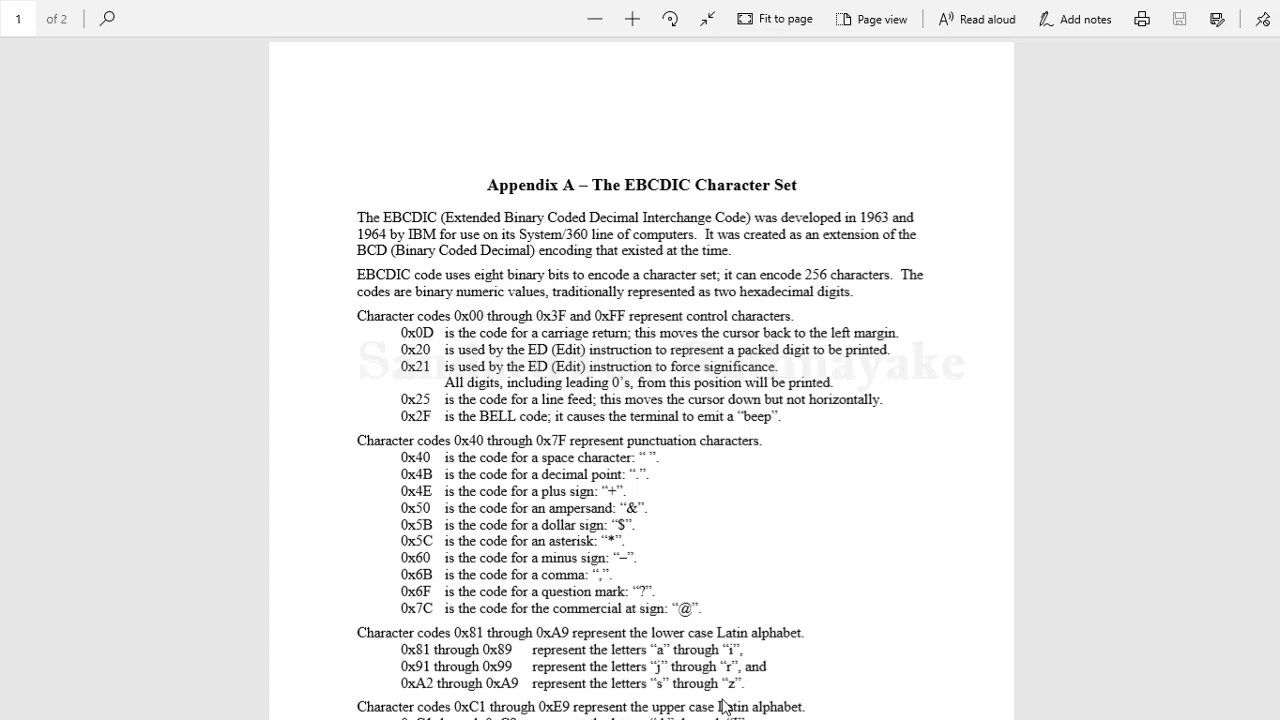 1 of 2 Fit to page Page view Read aloud Add notes
Appendix A – The EBCDIC Character Set
The EBCDIC (Extended Binary Coded Decimal Interchange Code) was developed in 1963 and
1964 by IBM for use on its System/360 line of computers. It was created as an extension of the
BCD (Binary Coded Decimal) encoding that existed at the time.
EBCDIC code uses eight binary bits to encode a character set; it can encode 256 characters. The
codes are binary numeric values, traditionally represented as two hexadecimal digits.
Character codes 0x00 through 0x3F and 0xFF represent control characters.
0x0D is the code for a carriage return; this moves the cursor back to the left margin.
0x20 is used by the ED (Edit) instruction to represent a packed digit to be printed.
0x21 is used by the ED (Edit) instruction to force significance.
All digits, including leading 0’s, from this position will be printed.
0x25 is the code for a line feed; this moves the cursor down but not horizontally.
0x2F is the BELL code; it causes the terminal to emit a “beep”.
Character codes 0x40 through 0x7F represent punctuation characters.
0x40 is the code for a space character: “ ”.
0x4B is the code for a decimal point: “.”.
0x4E is the code for a plus sign: “+”.
0x50 is the code for an ampersand: “&”.
0x5B is the code for a dollar sign: “$”.
0x5C is the code for an asterisk: “*”.
0x60 is the code for a minus sign: “–”.
0x6B is the code for a comma: “,”.
0x6F is the code for a question mark: “?”.
0x7C is the code for the commercial at sign: “@”.
Character codes 0x81 through 0xA9 represent the lower case Latin alphabet.
0x81 through 0x89 represent the letters “a” through “i”,
0x91 through 0x99 represent the letters “j” through “r”, and
0xA2 through 0xA9 represent the letters “s” through “z”.
Character codes 0xC1 through 0xE9 represent the upper case Latin alphabet.